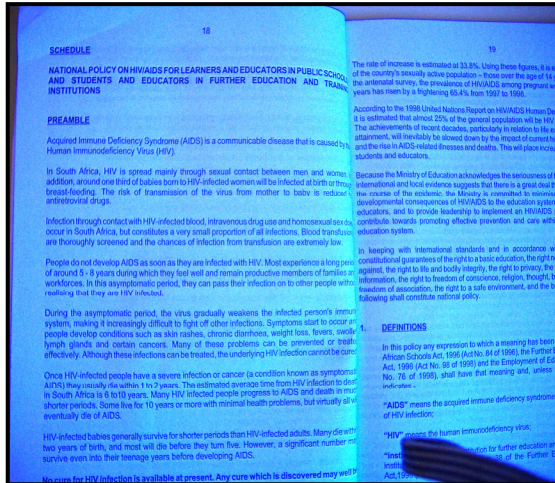 18
SCHEDULE
NATIONAL POLICY ON HIV/AIDS FOR LEARNERS AND EDUCATORS IN PUBLIC SCHOOLS
AND STUDENTS AND EDUCATORS IN FURTHER EDUCATION AND TRAINING
INSTITUTIONS
PREAMBLE
Acquired Immune Deficiency Syndrome (AIDS) is a communicable disease that is caused by the
Human Immunodeficiency Virus (HIV).
In South Africa, HIV is spread mainly through sexual contact between men and women.
addition, around one third of babies born to HIV-infected women will be infected at birth or through
breast-feeding. The risk of transmission of the virus from mother to baby is reduced
antiretroviral drugs.
Infection through contact with HIV-infected blood, intravenous drug use and homosexual sex does
occur in South Africa, but constitutes a very small proportion of all infections. Blood transfusions
are thoroughly screened and the chances of infection from transfusion are extremely low.
People do not develop AIDS as soon as they are infected with HIV. Most experience a long period
of around 5 - 8 years during which they feel well and remain productive members of families and
workforces. In this asymptomatic period, they can pass their infection on to other people without
realising that they are HIV infected.
During the asymptomatic period, the virus gradually weakens the infected person's immune
system, making it increasingly difficult to fight off other infections. Symptoms start to occur and
people develop conditions such as skin rashes, chronic diarrhoea, weight loss, fevers, swollen
lymph glands and certain cancers. Many of these problems can be prevented or treated
effectively. Although these infections can be treated, the underlying HIV infection cannot be cured.
Once HIV-infected people have a severe infection or cancer (a condition known as symptomatic
AIDS) they usually die within 1 to 2 years. The estimated average time from HIV infection to death
in South Africa is 6 to 10 years. Many HIV infected people progress to AIDS and death in much
shorter periods. Some live for 10 years or more with minimal health problems, but virtually all will
eventually die of AIDS.
HIV-infected babies generally survive for shorter periods than HIV-infected adults. Many die within
two years of birth, and most will die before they turn five. However, a significant number may
survive even into their teenage years before developing AIDS.
No cure for HIV infection is available at present. Any cure which is discovered may well b
19
The rate of increase is estimated at 33.8%. Using these figures, it is e
of the country's sexually active population – those over the age of 14
the antenatal survey, the prevalence of HIV/AIDS among pregnant w
years has risen by a frightening 65.4% from 1997 to 1998.
According to the 1998 United Nations Report on HIV/AIDS Human De
it is estimated that almost 25% of the general population will be HIV
The achievements of recent decades, particularly in relation to life e
attainment, will inevitably be slowed down by the impact of current h
and the rise in AIDS-related illnesses and deaths. This will place incre
students and educators.
Because the Ministry of Education acknowledges the seriousness of t
international and local evidence suggests that there is a great deal th
the course of the epidemic, the Ministry is committed to minimise
developmental consequences of HIV/AIDS to the education system
educators, and to provide leadership to implement an HIV/AIDS
contribute towards promoting effective prevention and care within
education system.
In keeping with international standards and in accordance w
constitutional guarantees of the right to a basic education, the right n
against, the right to life and bodily integrity, the right to privacy, the
information, the right to freedom of conscience, religion, thought, b
freedom of association, the right to a safe environment, and the b
following shall constitute national policy.
1. DEFINITIONS
In this policy any expression to which a meaning has been
African Schools Act, 1996 (Act No. 84 of 1996), the Further E
Act, 1998 (Act No. 98 of 1998) and the Employment of Ed
No. 76 of 1998), shall have that meaning and, unless
indicates -
"AIDS" means the acquired immune deficiency syndrome
of HIV infection;
"HIV" means the human immunodeficiency virus;
"insti tution for further education an
instit 38 of the Further E
Act, 199